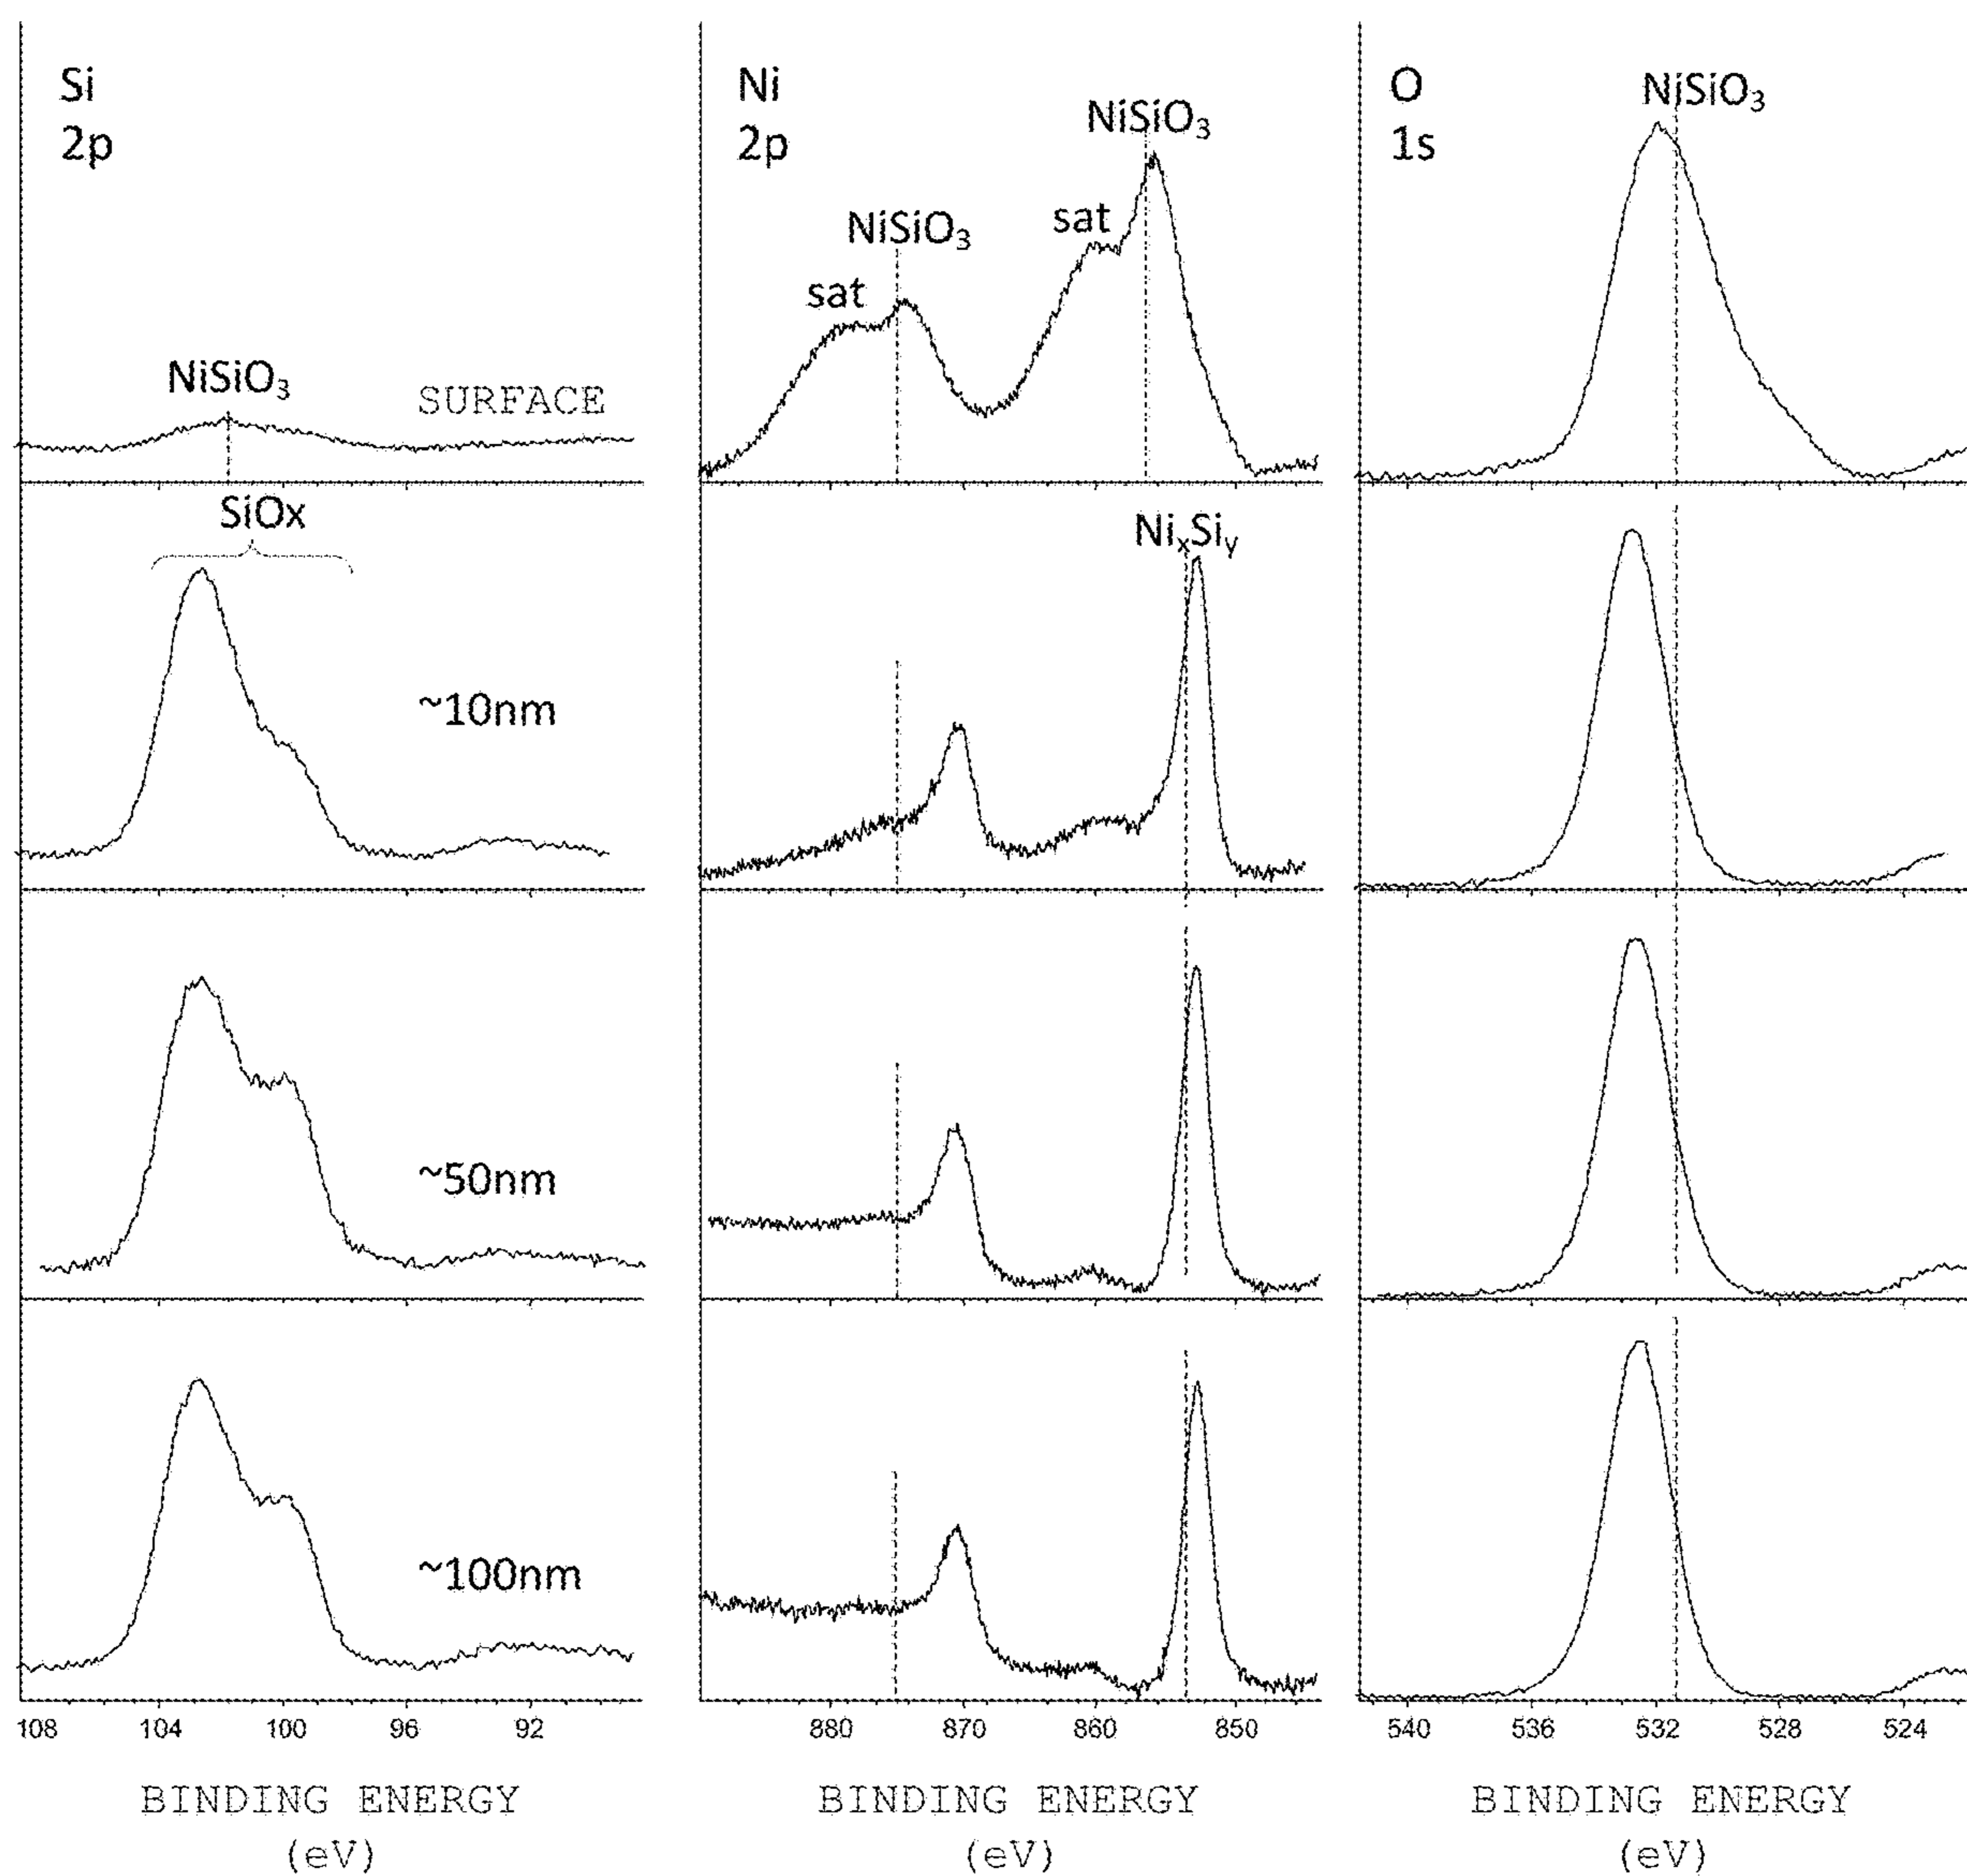 Si
2p
NiSiO₃
SURFACE
SiOx
~10nm
~50nm
~100nm
108 104 100 96 92
BINDING ENERGY
(eV)
Ni
2p
NiSiO₃
sat
NiSiO₃
sat
NiₓSiᵧ
880 870 860 850
BINDING ENERGY
(eV)
O
1s
NiSiO₃
540 536 532 528 524
BINDING ENERGY
(eV)